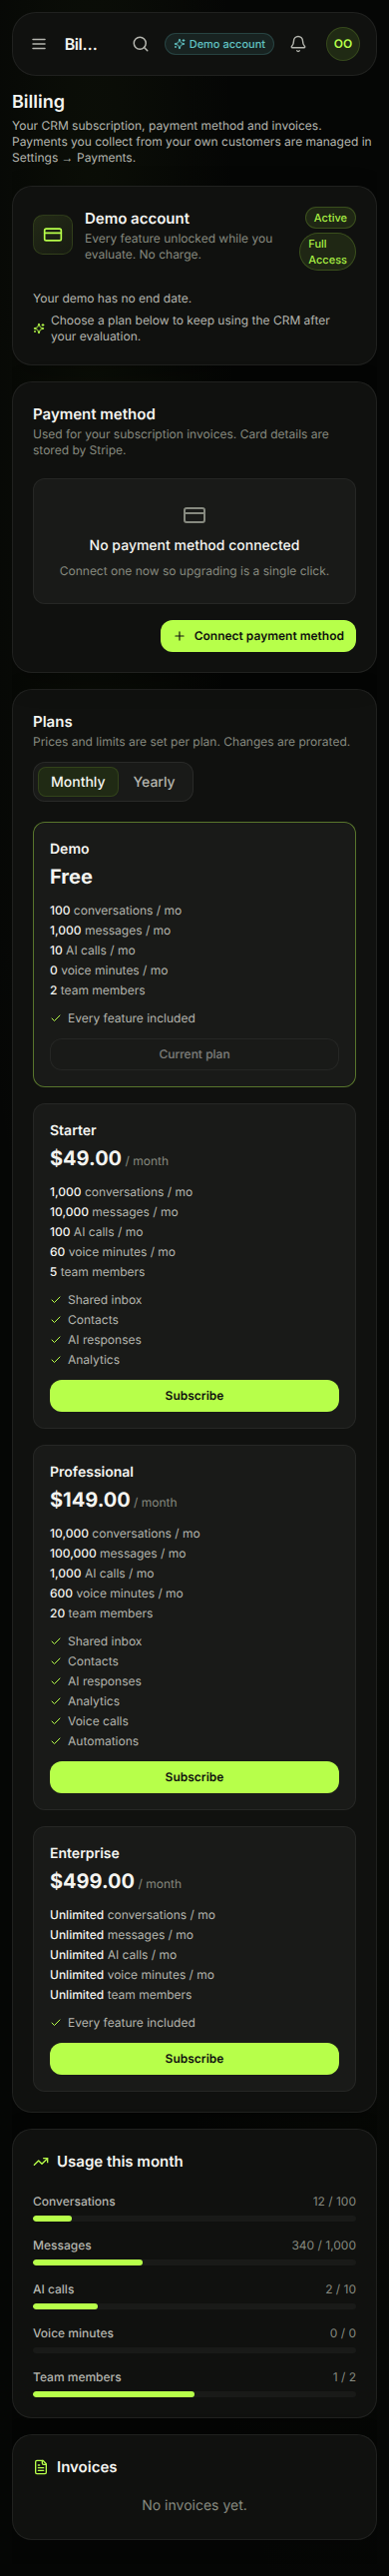 Bil...
Demo account
OO
Billing
Your CRM subscription, payment method and invoices.
Payments you collect from your own customers are managed in
Settings → Payments.
Demo account
Every feature unlocked while you
evaluate. No charge.
Active
Full
Access
Your demo has no end date.
Choose a plan below to keep using the CRM after
your evaluation.
Payment method
Used for your subscription invoices. Card details are
stored by Stripe.
No payment method connected
Connect one now so upgrading is a single click.
+ Connect payment method
Plans
Prices and limits are set per plan. Changes are prorated.
Monthly Yearly
Demo
Free
100 conversations / mo
1,000 messages / mo
10 AI calls / mo
0 voice minutes / mo
2 team members
✓ Every feature included
Current plan
Starter
$49.00 / month
1,000 conversations / mo
10,000 messages / mo
100 AI calls / mo
60 voice minutes / mo
5 team members
✓ Shared inbox
✓ Contacts
✓ AI responses
✓ Analytics
Subscribe
Professional
$149.00 / month
10,000 conversations / mo
100,000 messages / mo
1,000 AI calls / mo
600 voice minutes / mo
20 team members
✓ Shared inbox
✓ Contacts
✓ AI responses
✓ Analytics
✓ Voice calls
✓ Automations
Subscribe
Enterprise
$499.00 / month
Unlimited conversations / mo
Unlimited messages / mo
Unlimited AI calls / mo
Unlimited voice minutes / mo
Unlimited team members
✓ Every feature included
Subscribe
Usage this month
Conversations 12 / 100
Messages 340 / 1,000
AI calls 2 / 10
Voice minutes 0 / 0
Team members 1 / 2
Invoices
No invoices yet.